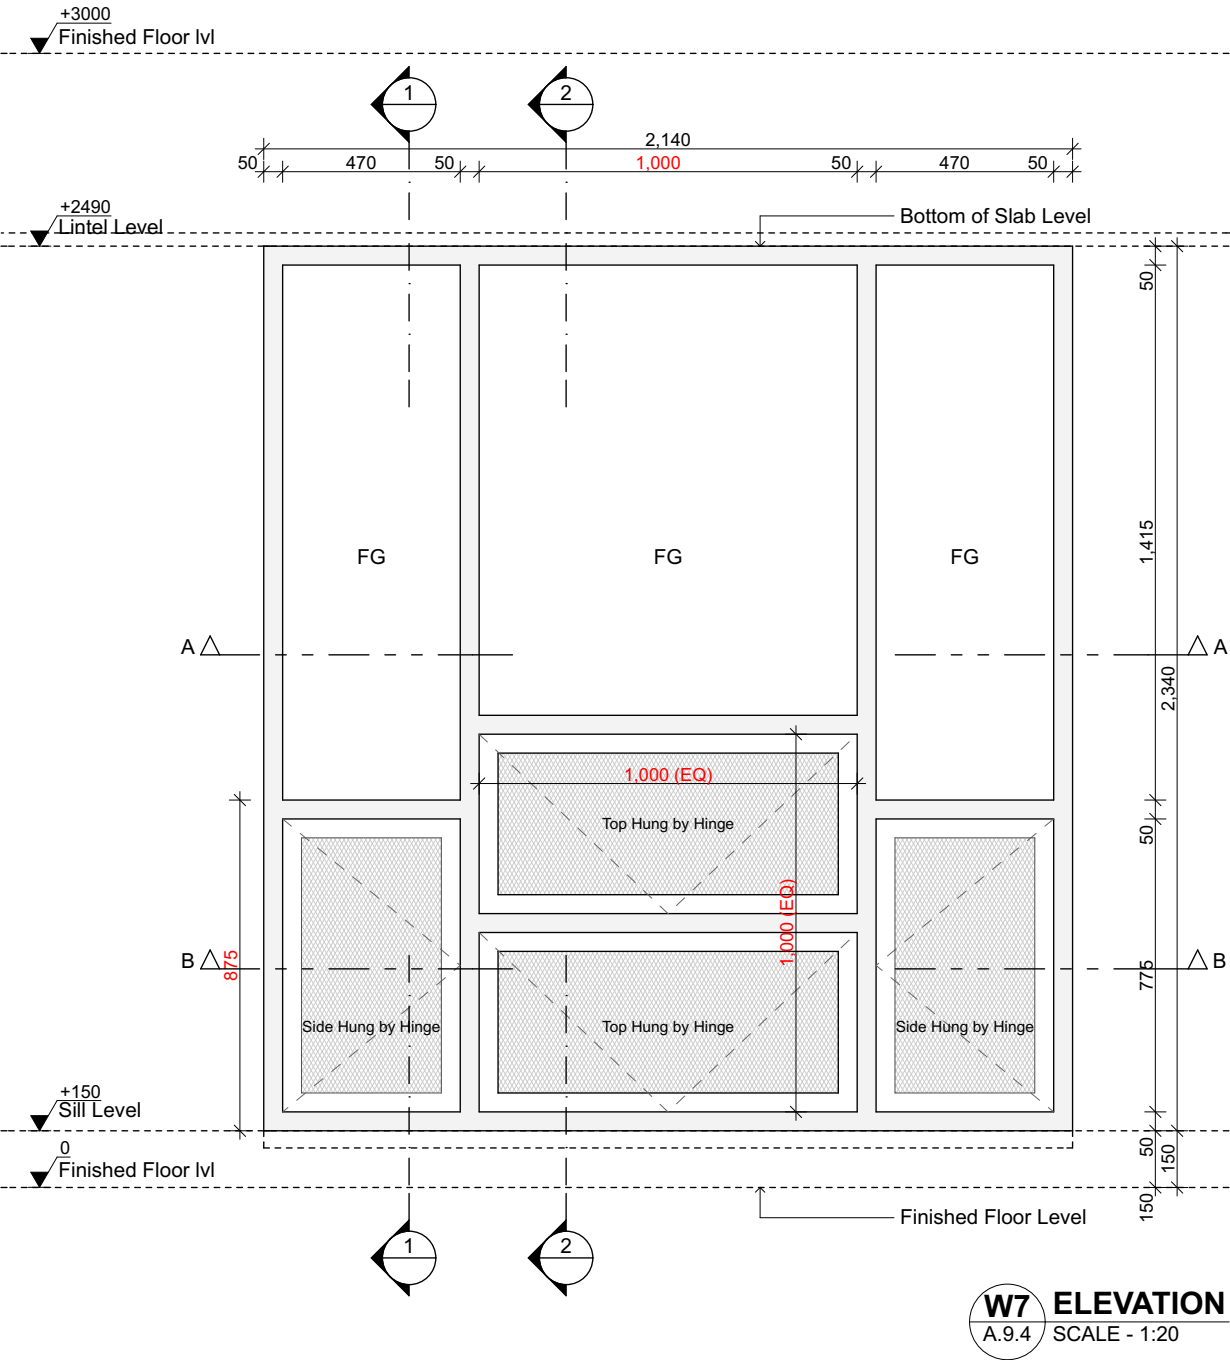 +3000
Finished Floor lvl
1
2
2,140
50
470
50
1,000
50
470
50
+2490
Lintel Level
Bottom of Slab Level
50
FG
FG
FG
1,415
A
A
2,340
1,000 (EQ)
Top Hung by Hinge
50
1,000 (EQ)
B
875
775
B
Side Hung by Hinge
Top Hung by Hinge
Side Hung by Hinge
+150
Sill Level
50
150
0
Finished Floor lvl
150
Finished Floor Level
1
2
W7
ELEVATION
A.9.4
SCALE - 1:20